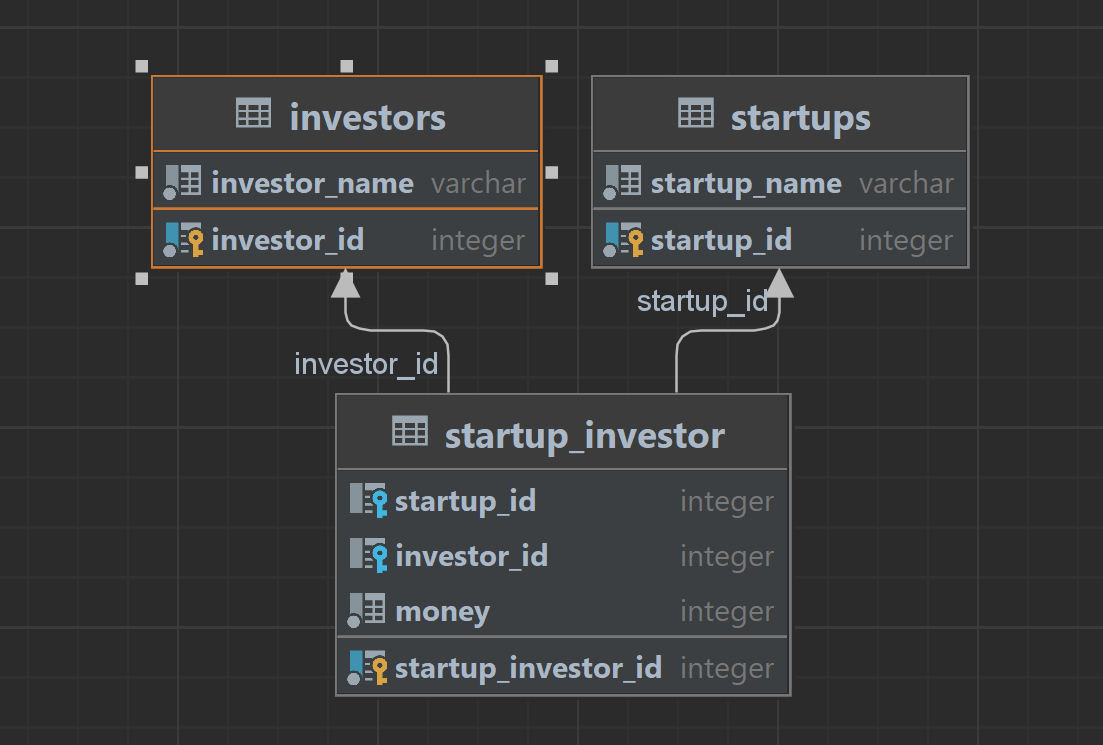 investors
investor_name varchar
investor_id integer
startups
startup_name varchar
startup_id integer
startup_id
investor_id
startup_investor
startup_id integer
investor_id integer
money integer
startup_investor_id integer